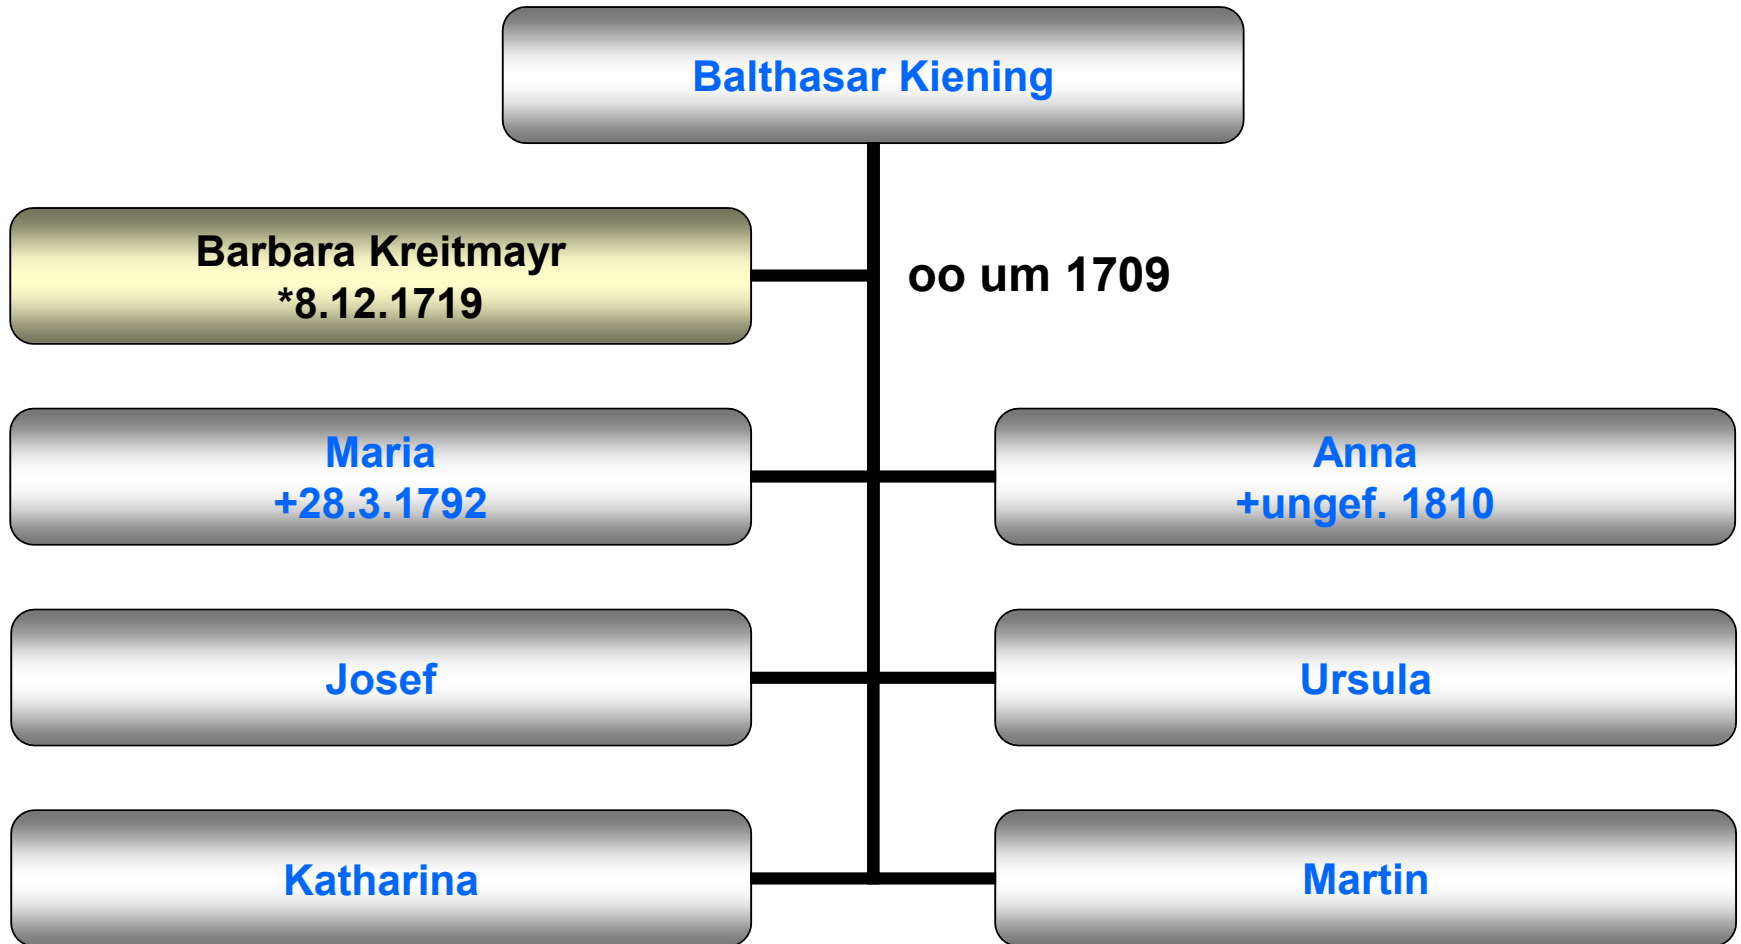 Balthasar Kiening
Barbara Kreitmayr
*8.12.1719
oo um 1709
Maria
+28.3.1792
Anna
+ungef. 1810
Josef
Ursula
Katharina
Martin